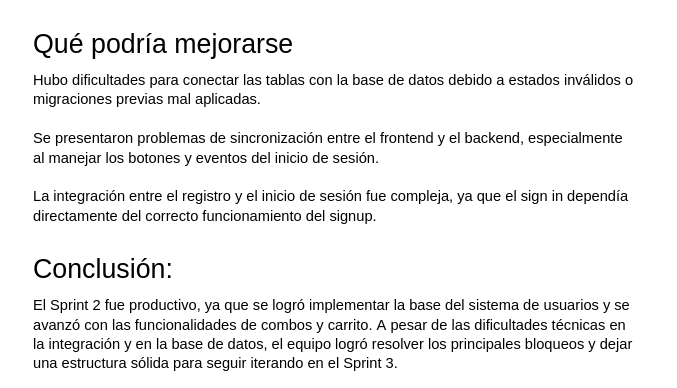 Qué podría mejorarse
Hubo dificultades para conectar las tablas con la base de datos debido a estados inválidos o
migraciones previas mal aplicadas.
Se presentaron problemas de sincronización entre el frontend y el backend, especialmente
al manejar los botones y eventos del inicio de sesión.
La integración entre el registro y el inicio de sesión fue compleja, ya que el sign in dependía
directamente del correcto funcionamiento del signup.
Conclusión:
El Sprint 2 fue productivo, ya que se logró implementar la base del sistema de usuarios y se
avanzó con las funcionalidades de combos y carrito. A pesar de las dificultades técnicas en
la integración y en la base de datos, el equipo logró resolver los principales bloqueos y dejar
una estructura sólida para seguir iterando en el Sprint 3.